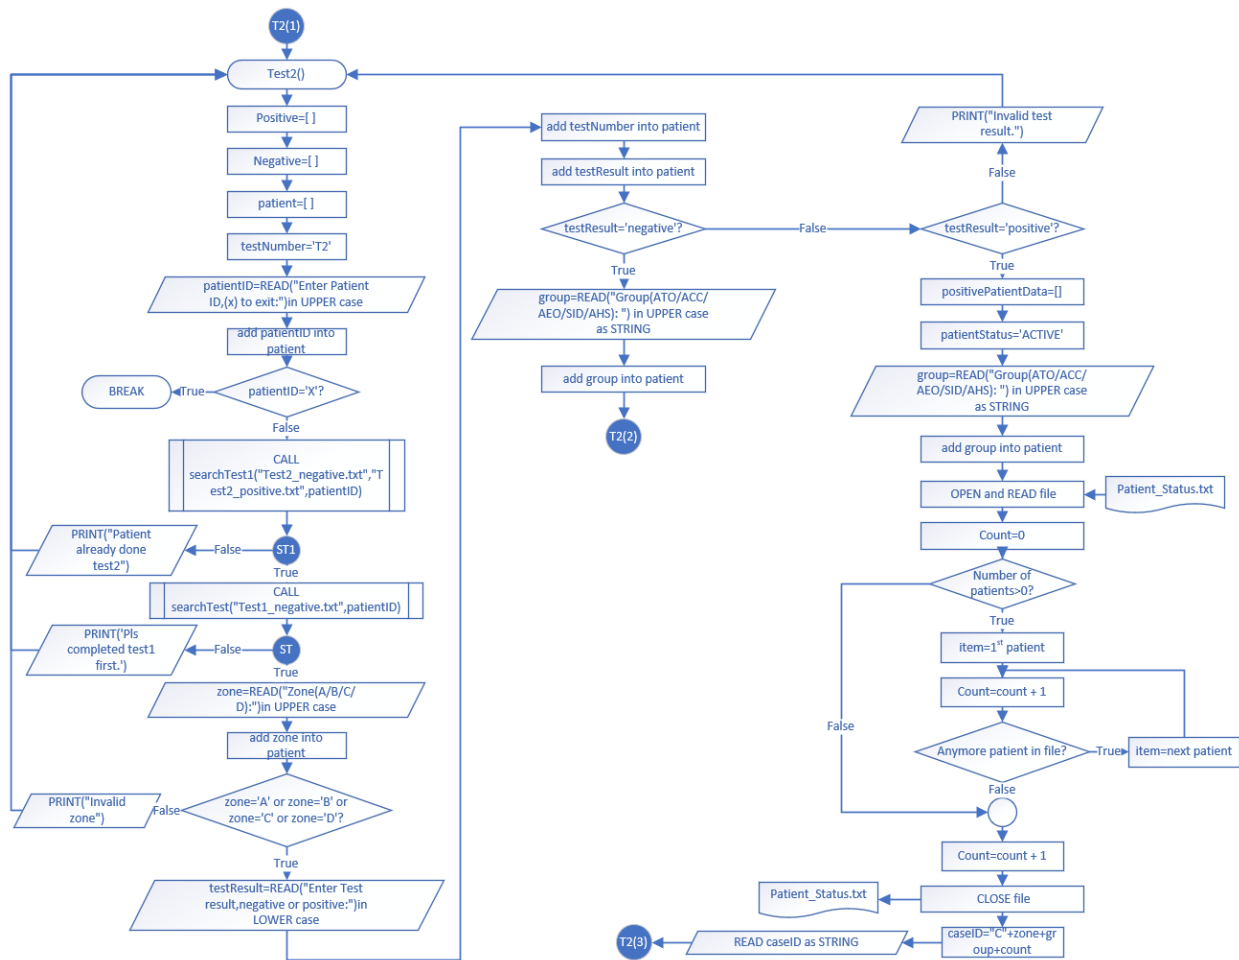 T2(1)
Test2()
Positive=[ ]
Negative=[ ]
patient=[ ]
testNumber='T2'
patientID=READ("Enter Patient
ID,(x) to exit:")in UPPER case
add patientID into
patient
patientID='X'?
True
BREAK
False
CALL
searchTest1("Test2_negative.txt","T
est2_positive.txt",patientID)
ST1
False
PRINT("Patient
already done
test2")
True
CALL
searchTest("Test1_negative.txt",patientID)
ST
False
PRINT('Pls
completed test1
first.')
True
zone=READ("Zone(A/B/C/
D):")in UPPER case
add zone into
patient
zone='A' or zone='B' or
zone='C' or zone='D'?
False
PRINT("Invalid
zone")
True
testResult=READ("Enter Test
result,negative or positive:")in
LOWER case
add testNumber into patient
add testResult into patient
testResult='negative'?
False
True
group=READ("Group(ATO/ACC/
AEO/SID/AHS): ") in UPPER case
as STRING
add group into patient
T2(2)
PRINT("Invalid test
result.")
False
testResult='positive'?
True
positivePatientData=[]
patientStatus='ACTIVE'
group=READ("Group(ATO/ACC/
AEO/SID/AHS): ") in UPPER case
as STRING
add group into patient
OPEN and READ file
Patient_Status.txt
Count=0
Number of
patients>0?
True
False
item=1st patient
Count=count + 1
Anymore patient in file?
True
item=next patient
False
Count=count + 1
CLOSE file
Patient_Status.txt
caseID="C"+zone+gr
oup+count
READ caseID as STRING
T2(3)